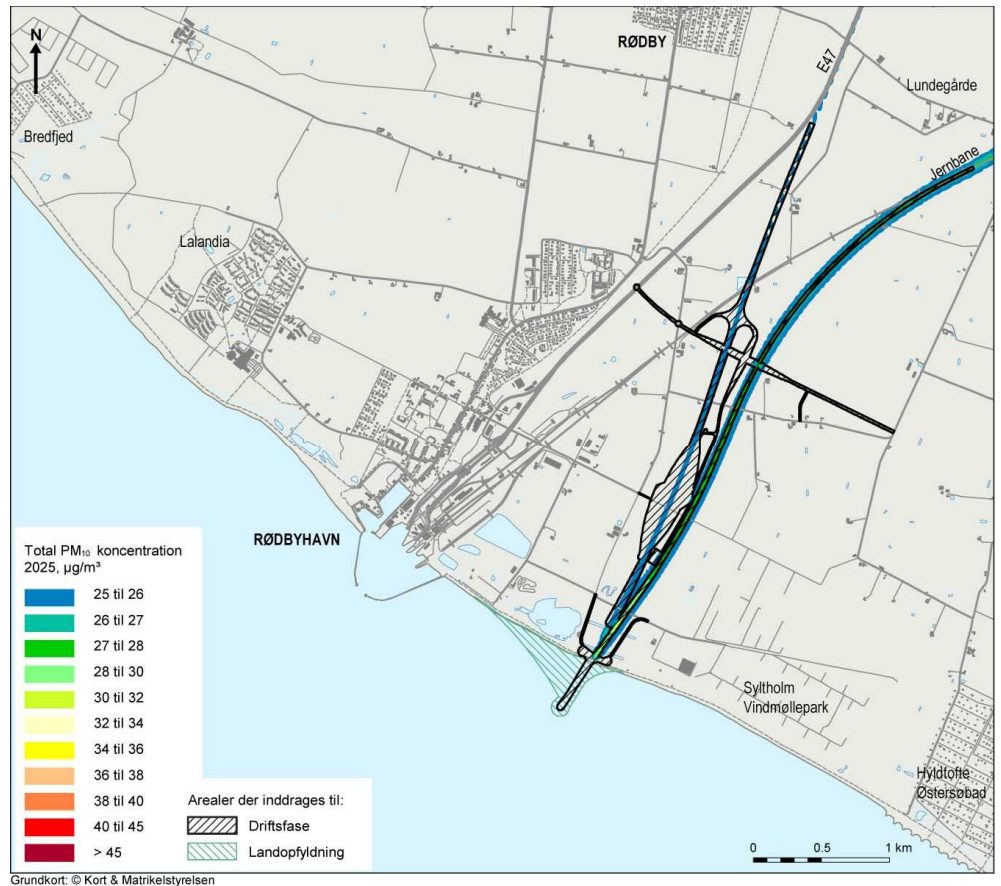 N
RØDBY
E47
Lundegårde
Bredfjed
Jernbane
Lalandia
RØDBYHAVN
Syltholm
Vindmøllepark
Hyldtofte
Østersøbad
Total PM₁₀ koncentration
2025, µg/m³
25 til 26
26 til 27
27 til 28
28 til 30
30 til 32
32 til 34
34 til 36
36 til 38
38 til 40
40 til 45
> 45
Arealer der inddrages til:
Driftsfase
Landopfyldning
0 0.5 1 km
Grundkort: © Kort & Matrikelstyrelsen